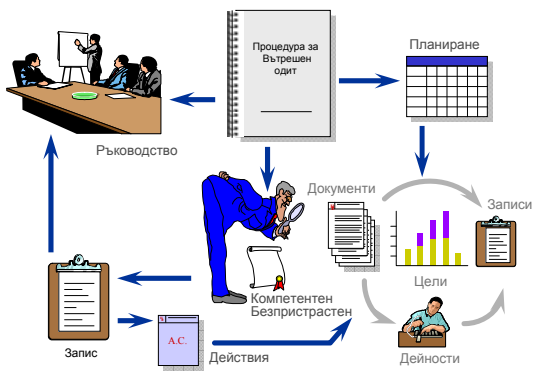 Процедура за
Вътрешен
одит
Планиране
Ръководство
Документи
Записи
Цели
Компетентен
Безпристрастен
Дейности
Запис
А.С.
Действия